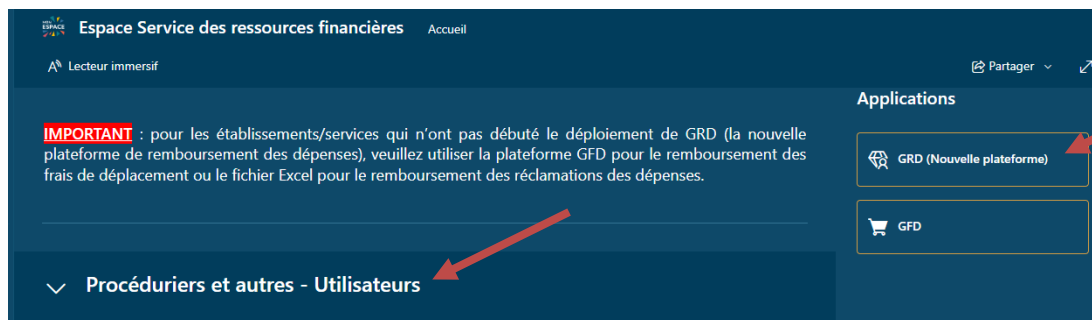 ESPACE
Espace Service des ressources financières Accueil
Lecteur immersif
Partager
IMPORTANT : pour les établissements/services qui n'ont pas débuté le déploiement de GRD (la nouvelle
plateforme de remboursement des dépenses), veuillez utiliser la plateforme GFD pour le remboursement des
frais de déplacement ou le fichier Excel pour le remboursement des réclamations des dépenses.
Procéduriers et autres - Utilisateurs
Applications
GRD (Nouvelle plateforme)
GFD